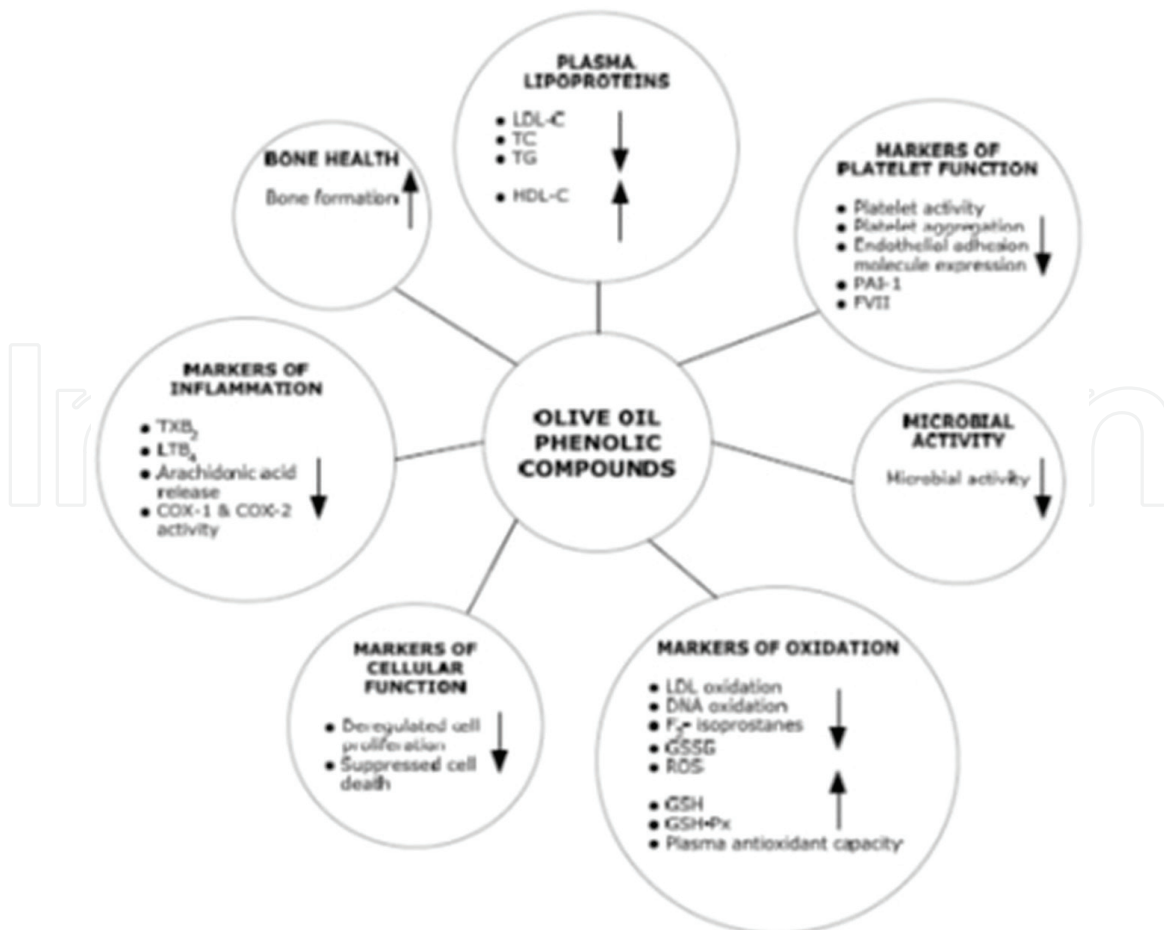 PLASMA
LIPOPROTEINS
• LDL-C
• TC
• TG
• HDL-C
BONE HEALTH
Bone formation
MARKERS OF
PLATELET FUNCTION
• Platelet activity
• Platelet aggregation
• Endothelial adhesion
molecule expression
• PAI-1
• FVII
MARKERS OF
INFLAMMATION
• TXB2
• LTB4
• Arachidonic acid
release
• COX-1 & COX-2
activity
OLIVE OIL
PHENOLIC
COMPOUNDS
MICROBIAL
ACTIVITY
Microbial activity
MARKERS OF
CELLULAR
FUNCTION
• Deregulated cell
proliferation
• Suppressed cell
death
MARKERS OF OXIDATION
• LDL oxidation
• DNA oxidation
• F2- isoprostanes
• GSSG
• ROS
• GSH
• GSH-Px
• Plasma antioxidant capacity